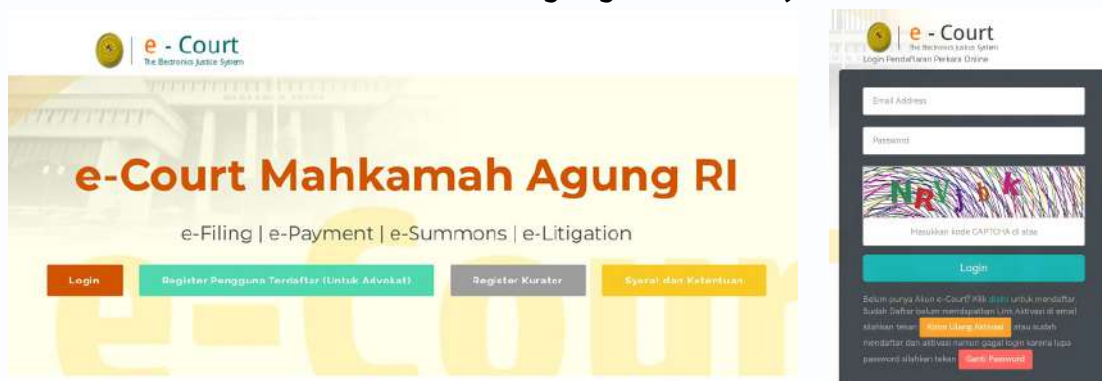 e - Court
The Electronics Justice System
e-Court Mahkamah Agung RI
e-Filing | e-Payment | e-Summons | e-Litigation
Login
Register Pengguna Terdaftar (Untuk Advokat)
Register Kurator
Syarat dan Ketentuan
e - Court
The Electronics Justice System
Login Pendaftaran Perkara Online
Email Address
Password
Masukkan kode CAPTCHA di atas
Login
Belum punya Akun e-Court? Klik disini untuk mendaftar
Sudah Daftar belum mendapatkan Link Aktivasi di email
silahkan tekan Kirim Ulang Aktivasi atau sudah
mendaftar dan aktivasi namun gagal login karena lupa
password silahkan tekan Ganti Password